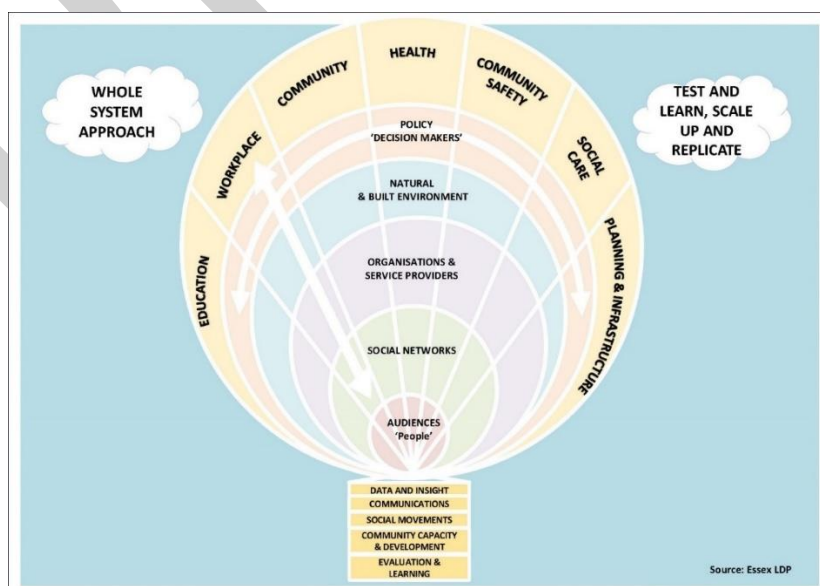 WHOLE
SYSTEM
APPROACH
TEST AND
LEARN, SCALE
UP AND
REPLICATE
EDUCATION
WORKPLACE
COMMUNITY
HEALTH
COMMUNITY
SAFETY
SOCIAL
CARE
PLANNING & INFRASTRUCTURE
POLICY
'DECISION MAKERS'
NATURAL
& BUILT ENVIRONMENT
ORGANISATIONS &
SERVICE PROVIDERS
SOCIAL NETWORKS
AUDIENCES
'People'
DATA AND INSIGHT
COMMUNICATIONS
SOCIAL MOVEMENTS
COMMUNITY CAPACITY
& DEVELOPMENT
EVALUATION &
LEARNING
Source: Essex LDP